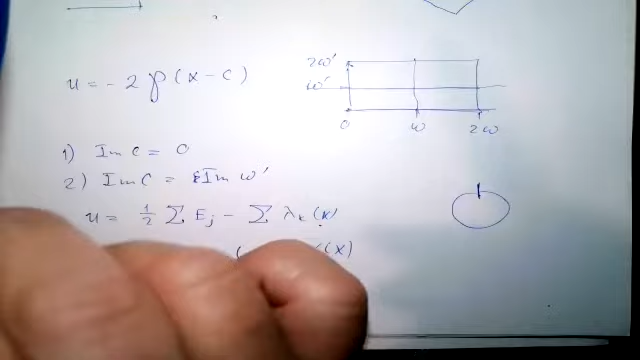 u = -2 ℘(x - c)
2ω'
ω'
0 ω 2ω
1) Im c = 0
2) Im c = Im ω'
u = 1/2 Σ E_j - Σ λ_k(x)
(x)